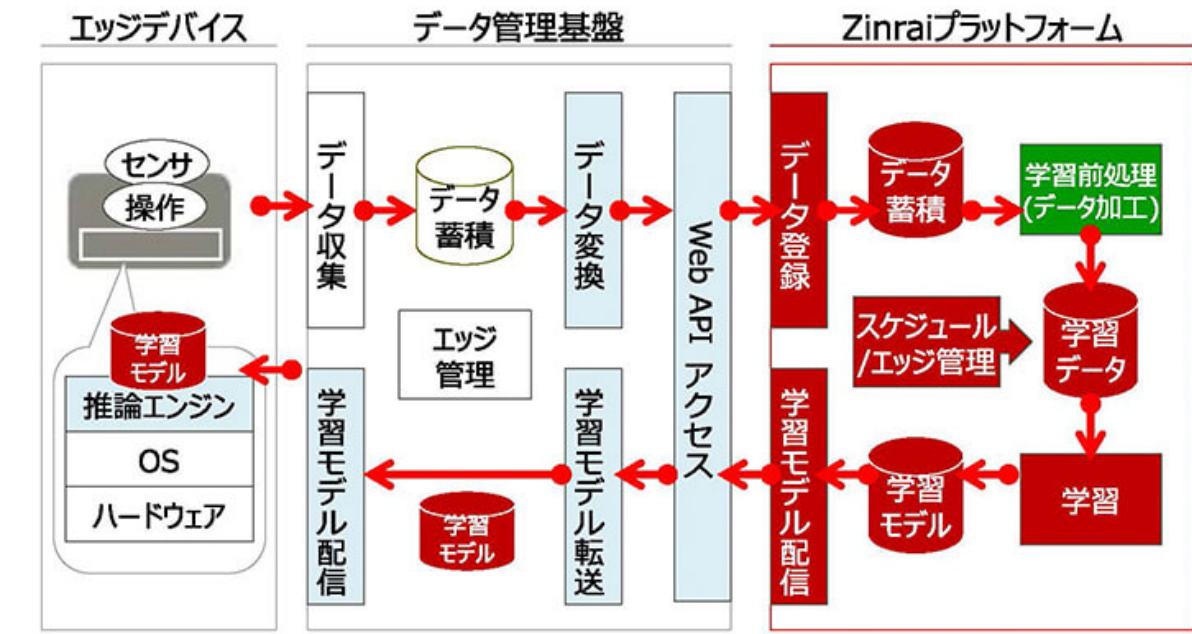 エッジデバイス
データ管理基盤
Zinraiプラットフォーム
センサ
操作
学習
モデル
推論エンジン
OS
ハードウェア
データ収集
データ
蓄積
データ変換
エッジ
管理
学習モデル配信
学習モデル転送
学習
モデル
Web API アクセス
データ登録
データ
蓄積
学習前処理
(データ加工)
スケジュール
/エッジ管理
学習
データ
学習
学習
モデル
学習モデル配信